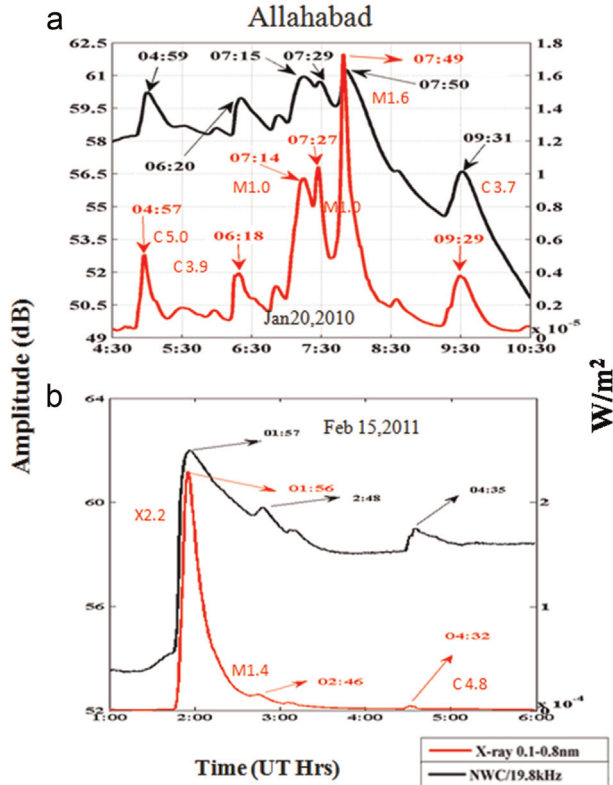 Allahabad
a
62.5
61
59.5
58
56.5
55
53.5
52
50.5
49
1.8
1.6
1.4
1.2
1
0.8
0.6
0.4
0.2
0
x 10⁻⁵
04:59
07:15
07:29
07:49
07:50
M1.6
06:20
07:14
07:27
09:31
M1.0
M1.0
C 3.7
04:57
C 5.0
C 3.9
06:18
09:29
Jan20,2010
4:30
5:30
6:30
7:30
8:30
9:30
10:30
Amplitude (dB)
W/m²
b
64
60
56
52
2
1
0
x 10⁻⁴
01:57
Feb 15,2011
01:56
X2.2
2:48
04:35
M1.4
02:46
04:32
C 4.8
1:00
2:00
3:00
4:00
5:00
6:00
Time (UT Hrs)
X-ray 0.1-0.8nm
NWC/19.8kHz